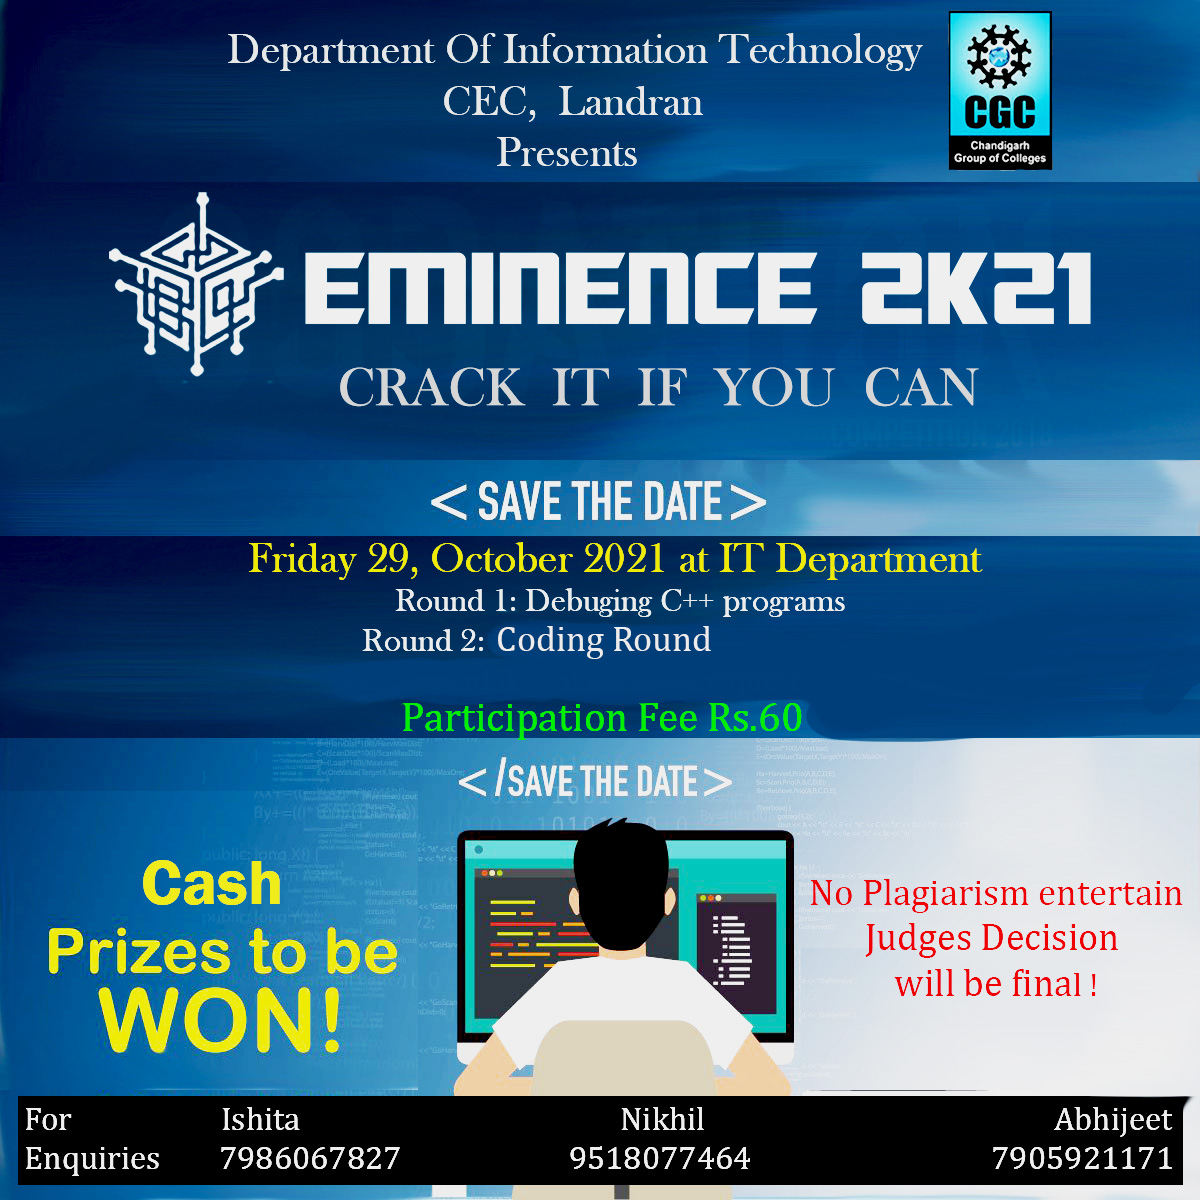 Department Of Information Technology
CEC, Landran
Presents
CGC
Chandigarh
Group of Colleges
EMINENCE 2K21
CRACK IT IF YOU CAN
< SAVE THE DATE >
Friday 29, October 2021 at IT Department
Round 1: Debuging C++ programs
Round 2: Coding Round
Participation Fee Rs.60
< /SAVE THE DATE >
Cash
Prizes to be
WON!
No Plagiarism entertain
Judges Decision
will be final !
For Enquiries
Ishita
7986067827
Nikhil
9518077464
Abhijeet
7905921171